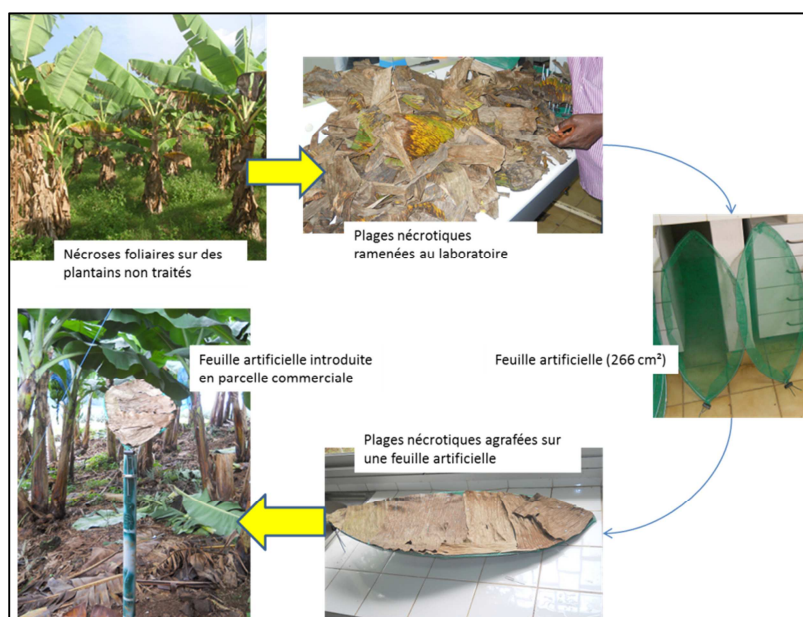 Nécroses foliaires sur des
plantains non traités
Plages nécrotiques
ramenées au laboratoire
Feuille artificielle (266 cm²)
Plages nécrotiques agrafées sur
une feuille artificielle
Feuille artificielle introduite
en parcelle commerciale